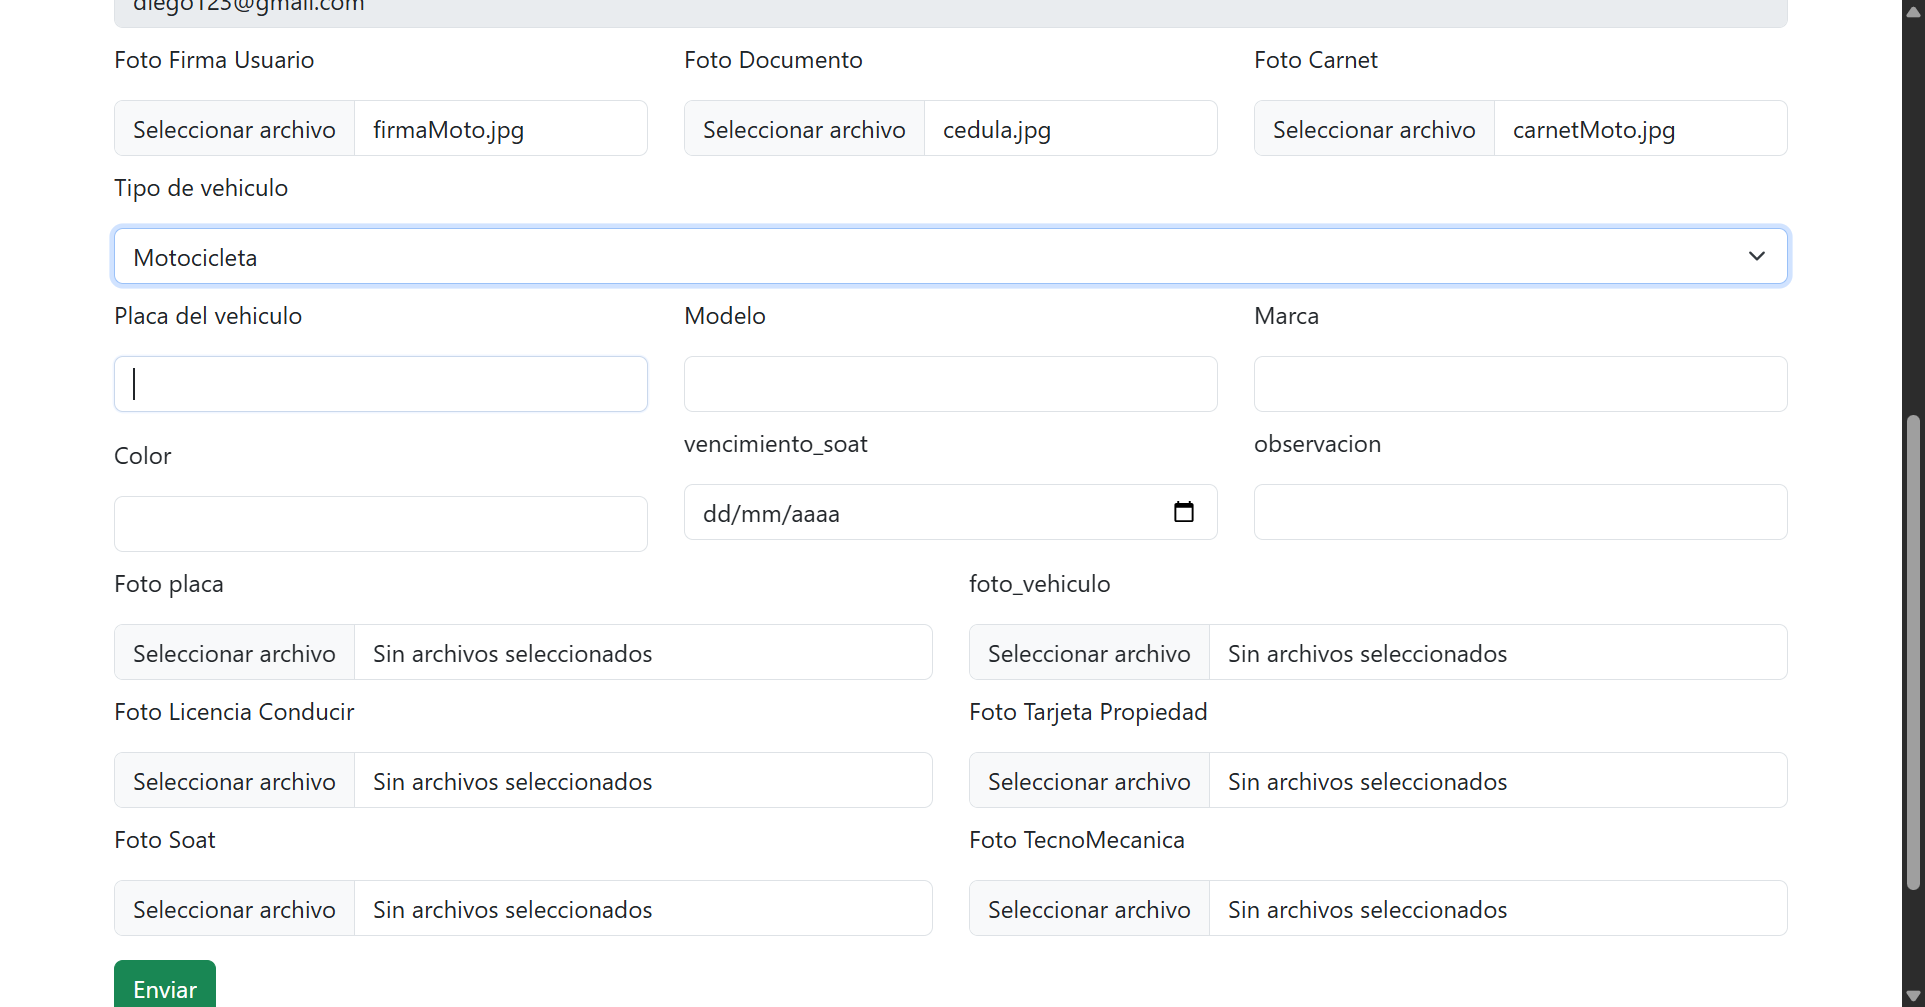 diego123@gmail.com
Foto Firma Usuario
Foto Documento
Foto Carnet
Seleccionar archivo firmaMoto.jpg
Seleccionar archivo cedula.jpg
Seleccionar archivo carnetMoto.jpg
Tipo de vehiculo
Motocicleta
Placa del vehiculo
Modelo
Marca
Color
vencimiento_soat
observacion
dd/mm/aaaa
Foto placa
foto_vehiculo
Seleccionar archivo Sin archivos seleccionados
Seleccionar archivo Sin archivos seleccionados
Foto Licencia Conducir
Foto Tarjeta Propiedad
Seleccionar archivo Sin archivos seleccionados
Seleccionar archivo Sin archivos seleccionados
Foto Soat
Foto TecnoMecanica
Seleccionar archivo Sin archivos seleccionados
Seleccionar archivo Sin archivos seleccionados
Enviar